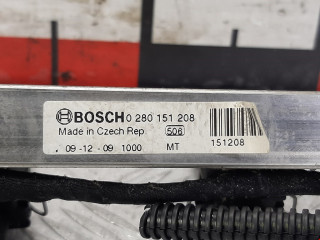 BOSCH 0 280 151 208
Made in Czech Rep 506
. 09-12-09 1000 MT
151208